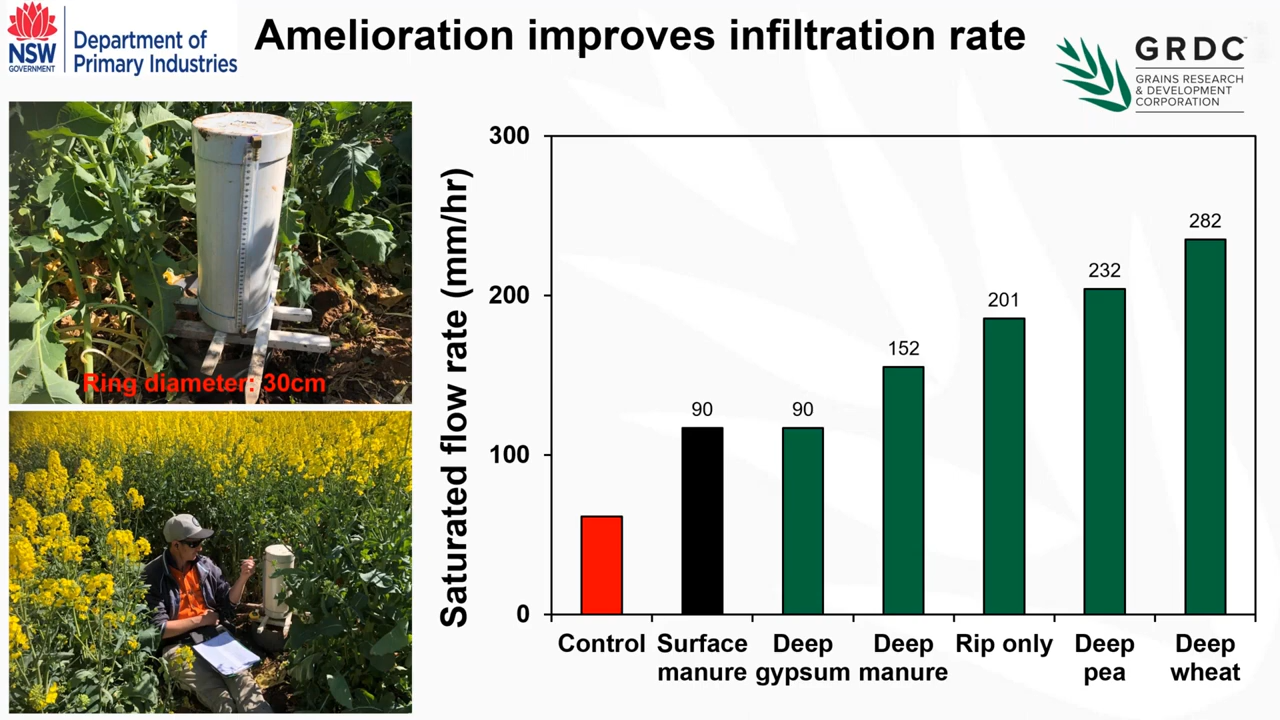 Amelioration improves infiltration rate
NSW
GOVERNMENT
Department of
Primary Industries
GRDC
GRAINS RESEARCH
& DEVELOPMENT
CORPORATION
Ring diameter: 30cm
Saturated flow rate (mm/hr)
300
200
100
0
90
90
152
201
232
282
Control
Surface
manure
Deep
gypsum
Deep
manure
Rip only
Deep
pea
Deep
wheat